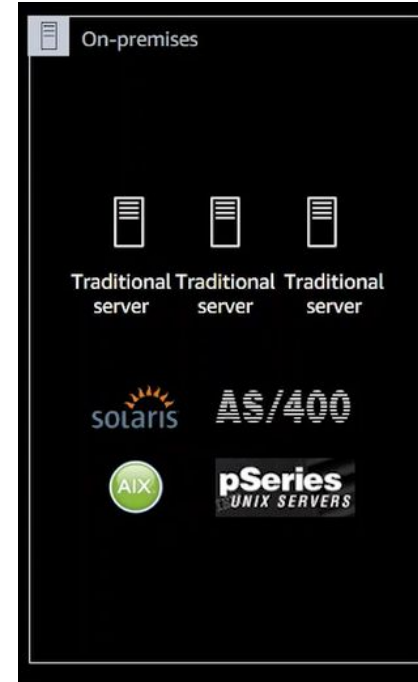 On-premises
Traditional Traditional Traditional
server server server
solaris AS/400
AIX pSeries
UNIX SERVERS